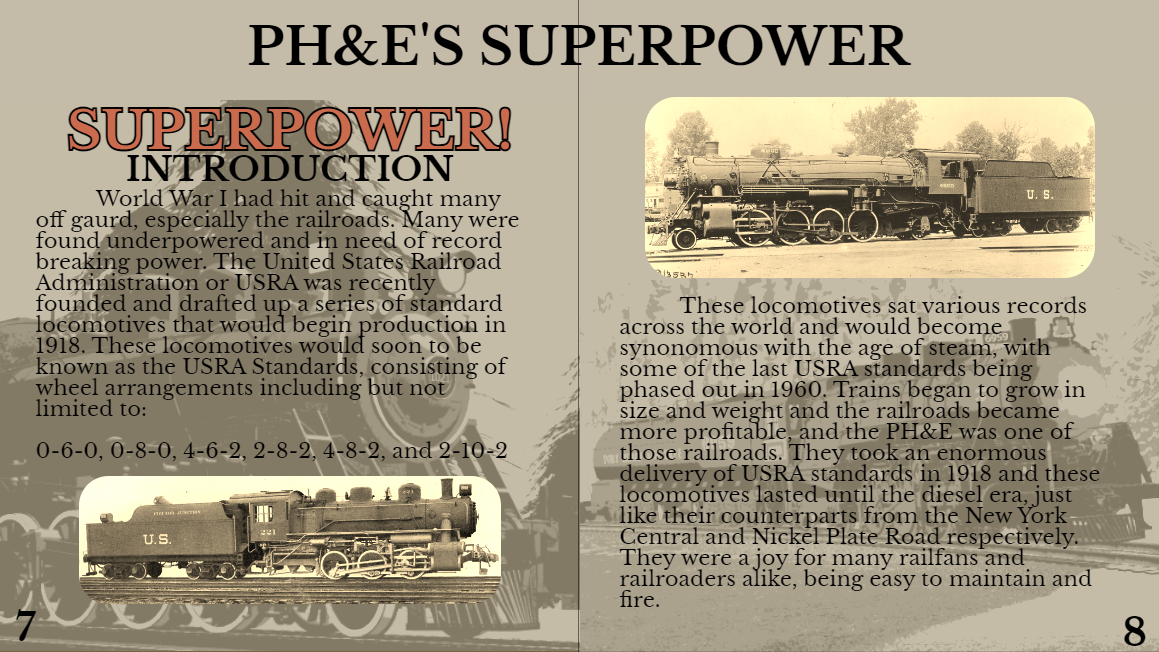 PH&E'S SUPERPOWER
SUPERPOWER!
INTRODUCTION
World War I had hit and caught many
off gaurd, especially the railroads. Many were
found underpowered and in need of record
breaking power. The United States Railroad
Administration or USRA was recently
founded and drafted up a series of standard
locomotives that would begin production in
1918. These locomotives would soon to be
known as the USRA Standards, consisting of
wheel arrangements including but not
limited to:
0-6-0, 0-8-0, 4-6-2, 2-8-2, 4-8-2, and 2-10-2
U.S.
221
7
U. S.
These locomotives sat various records
across the world and would become
synonomous with the age of steam, with
some of the last USRA standards being
phased out in 1960. Trains began to grow in
size and weight and the railroads became
more profitable, and the PH&E was one of
those railroads. They took an enormous
delivery of USRA standards in 1918 and these
locomotives lasted until the diesel era, just
like their counterparts from the New York
Central and Nickel Plate Road respectively.
They were a joy for many railfans and
railroaders alike, being easy to maintain and
fire.
6959
8